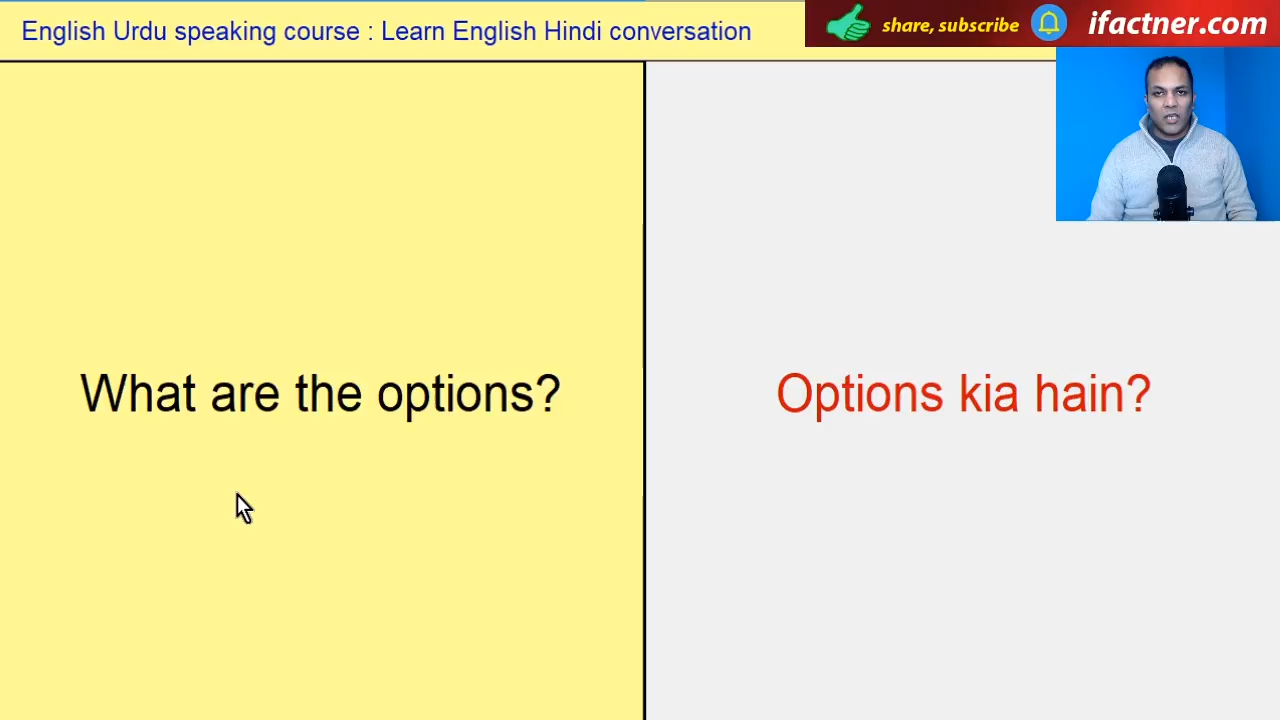 English Urdu speaking course : Learn English Hindi conversation
share, subscribe
ifactner.com
What are the options?
Options kia hain?